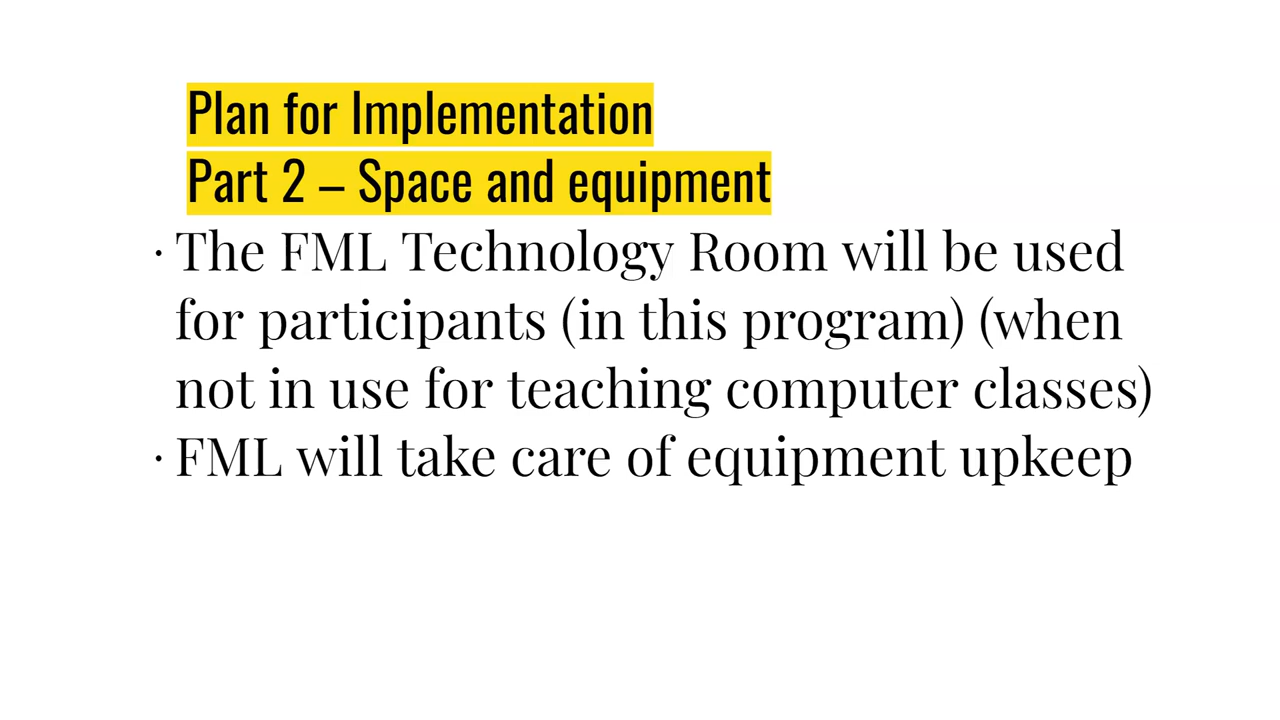 Plan for Implementation
Part 2 – Space and equipment
· The FML Technology Room will be used
for participants (in this program) (when
not in use for teaching computer classes)
· FML will take care of equipment upkeep